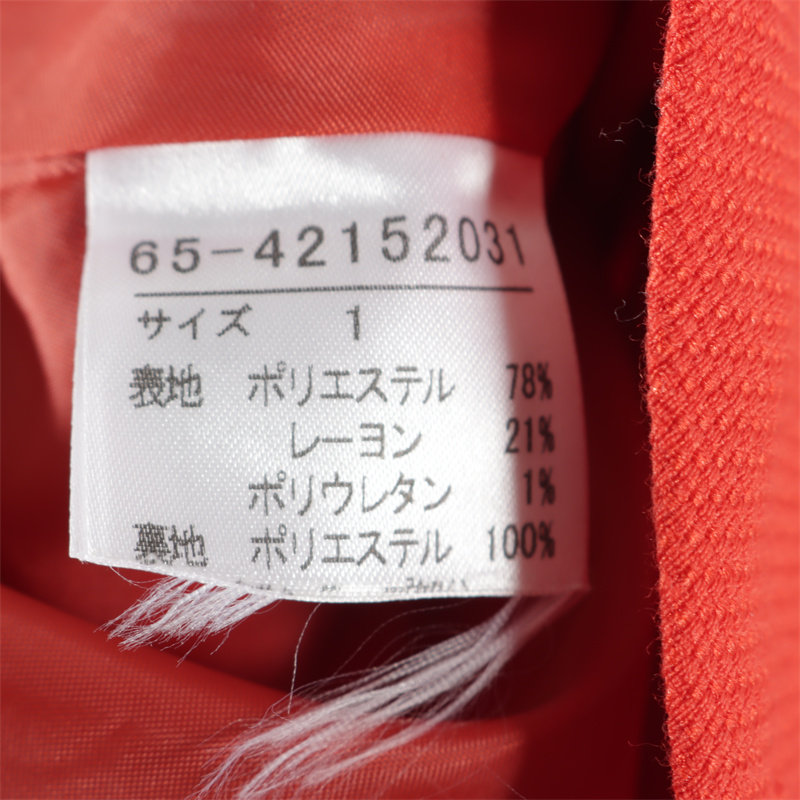 65-42152031
サイズ 1
表地 ポリエステル 78%
レーヨン 21%
ポリウレタン 1%
裏地 ポリエステル 100%